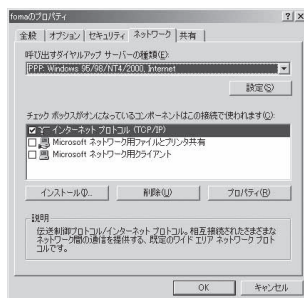 fomaのプロパティ
全般
オプション
セキュリティ
ネットワーク
共有
呼び出すダイヤルアップ サーバーの種類(E):
PPP: Windows 95/98/NT4/2000, Internet
設定(S)
チェック ボックスがオンになっているコンポーネントはこの接続で使われます(O):
インターネット プロトコル (TCP/IP)
Microsoft ネットワーク用ファイルとプリンタ共有
Microsoft ネットワーク用クライアント
インストール(I)...
削除(U)
プロパティ(R)
説明
伝送制御プロトコル/インターネット プロトコル。相互接続されたさまざまな
ネットワーク間の通信を提供する、既定のワイド エリア ネットワーク プロト
コルです。
OK
キャンセル